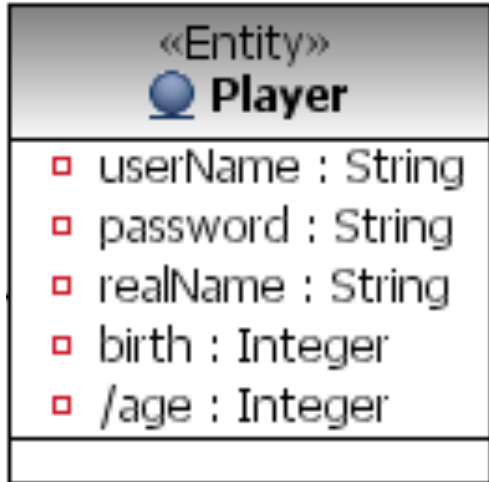 «Entity»
Player
userName : String
password : String
realName : String
birth : Integer
/age : Integer